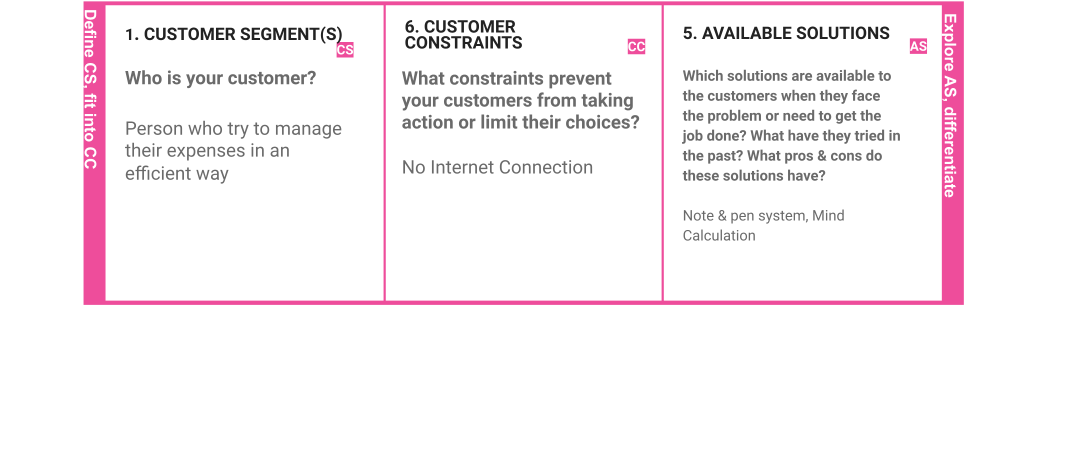 Define CS, fit into CC
1. CUSTOMER SEGMENT(S)
CS
Who is your customer?
Person who try to manage
their expenses in an
efficient way
6. CUSTOMER
CONSTRAINTS
CC
What constraints prevent
your customers from taking
action or limit their choices?
No Internet Connection
5. AVAILABLE SOLUTIONS
AS
Which solutions are available to
the customers when they face
the problem or need to get the
job done? What have they tried in
the past? What pros & cons do
these solutions have?
Note & pen system, Mind
Calculation
Explore AS, differentiate